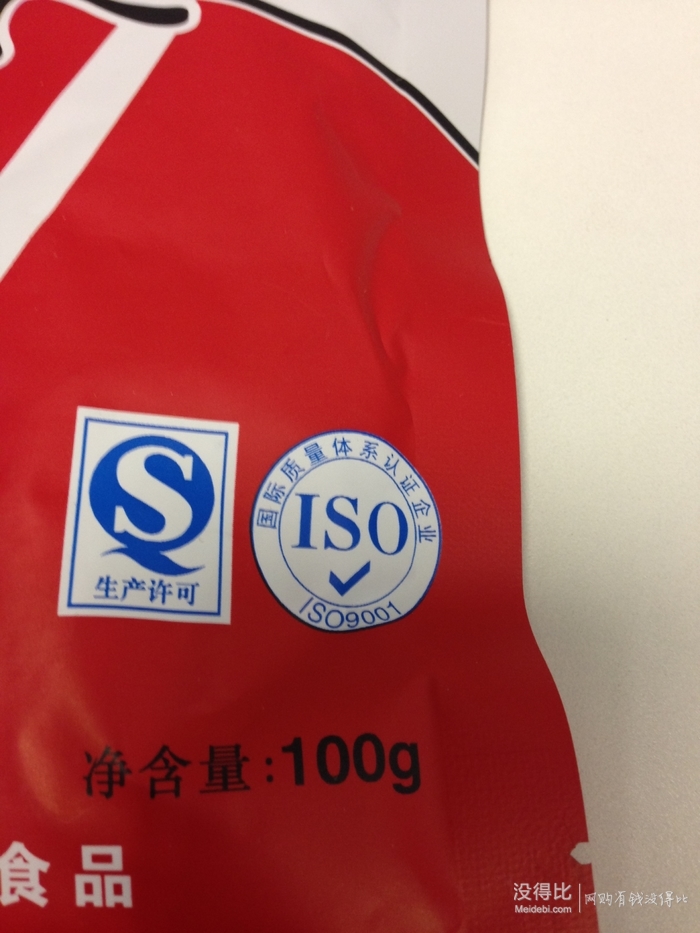 国际质量体系认证企业
ISO
ISO9001
QS
生产许可
净含量:100g
食品
没得比
Meidebi.com
网购有钱没得比